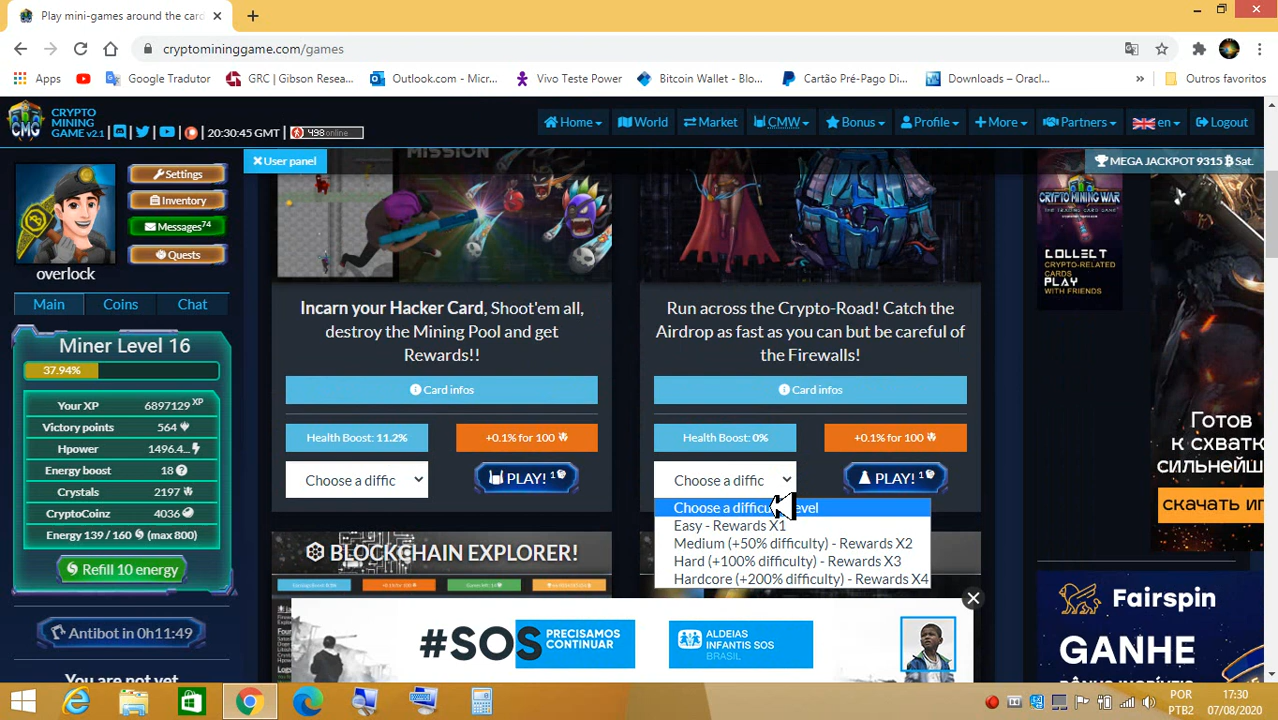 Play mini-games around the card
cryptomininggame.com/games
Apps
Google Tradutor
GRC | Gibson Resea...
Outlook.com - Micr...
Vivo Teste Power
Bitcoin Wallet - Blo...
Cartão Pré-Pago Di...
Downloads – Oracl...
»
Outros favoritos
CRYPTO
MINING
GAME v2.1
20:30:45 GMT
498 online
Home
World
Market
CMW
Bonus
Profile
More
Partners
en
Logout
User panel
MEGA JACKPOT 9315 Sat.
Settings
Inventory
Messages 74
Quests
overlock
Main
Coins
Chat
Miner Level 16
37.94%
Your XP 6897129 XP
Victory points 564
Hpower 1496.4...
Energy boost 18
Crystals 2197
CryptoCoinz 4036
Energy 139 / 160 (max 800)
Refill 10 energy
Antibot in 0h11:49
You are not yet
MISSION
Incarn your Hacker Card, Shoot'em all,
destroy the Mining Pool and get
Rewards!!
Card infos
Health Boost: 11.2%
+0.1% for 100
Choose a diffic
PLAY! 1
Run across the Crypto-Road! Catch the
Airdrop as fast as you can but be careful of
the Firewalls!
Card infos
Health Boost: 0%
+0.1% for 100
Choose a diffic
PLAY! 1
Choose a difficulty level
Easy - Rewards X1
Medium (+50% difficulty) - Rewards X2
Hard (+100% difficulty) - Rewards X3
Hardcore (+200% difficulty) - Rewards X4
BLOCKCHAIN EXPLORER!
#SOS
PRECISAMOS
CONTINUAR
ALDEIAS
INFANTIS SOS
BRASIL
CRYPTO MINING WAR
COLLECT
CRYPTO-RELATED
CARDS
PLAY
WITH FRIENDS
Готов
к схватк
сильнейш
скачать иг
Fairspin
GANHE
POR
PTB2
17:30
07/08/2020